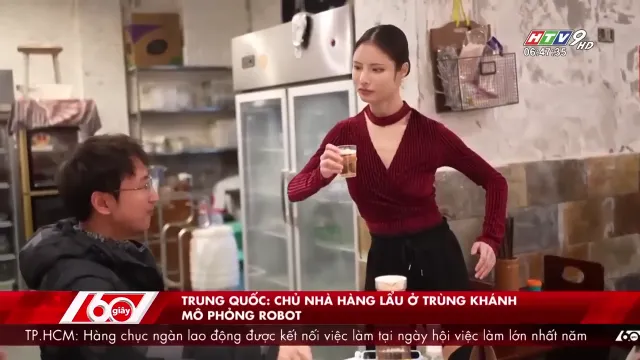 HTV9 HD
06:47:35
60 giây
TRUNG QUỐC: CHỦ NHÀ HÀNG LẨU Ở TRÙNG KHÁNH
MÔ PHỎNG ROBOT
TP.HCM: Hàng chục ngàn lao động được kết nối việc làm tại ngày hội việc làm lớn nhất năm